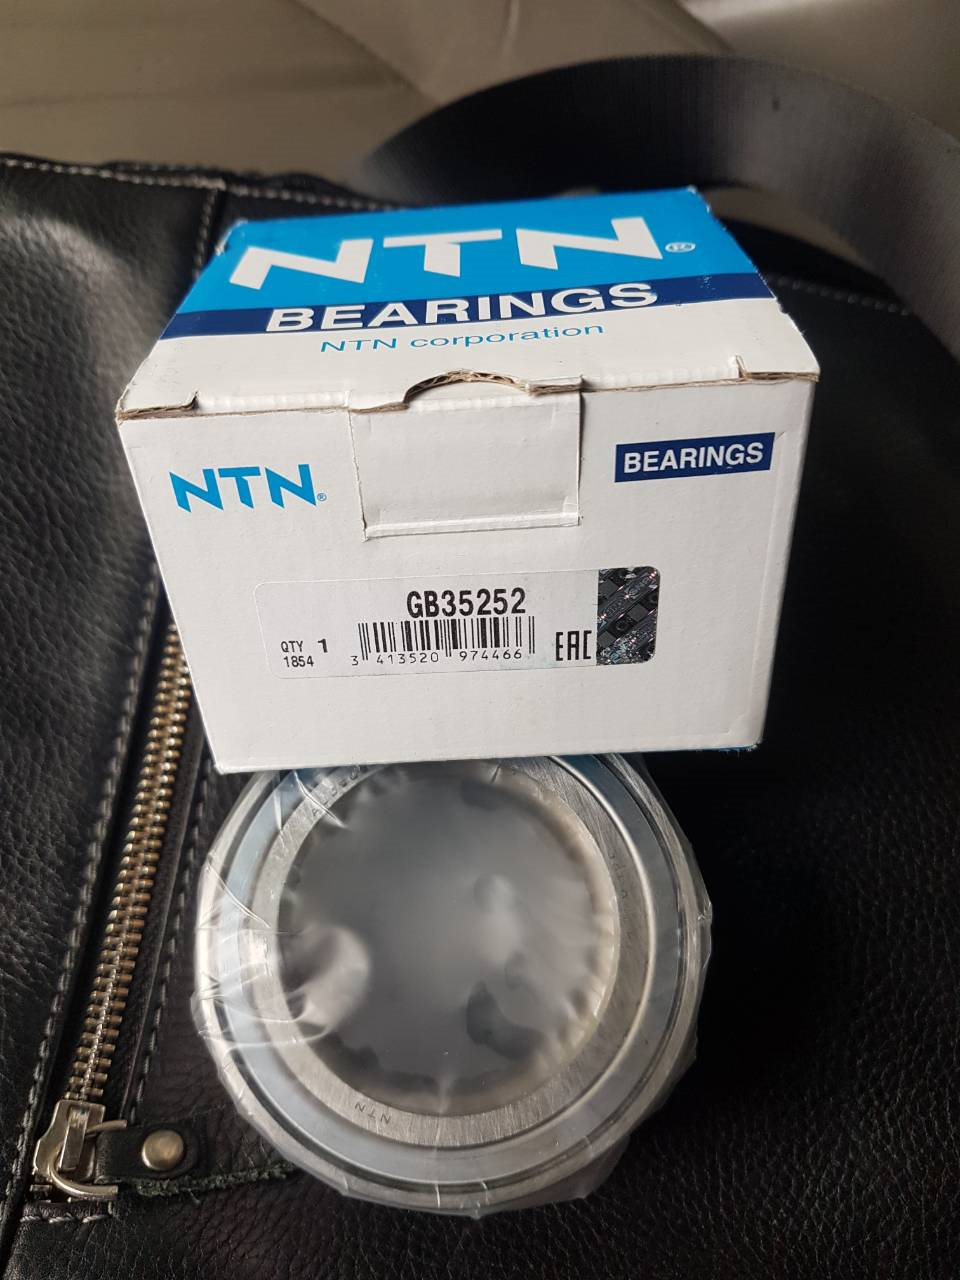 NTN®
BEARINGS
NTN corporation
NTN®
BEARINGS
GB35252
QTY 1
1854
3 413520 974466
EAC
NTN